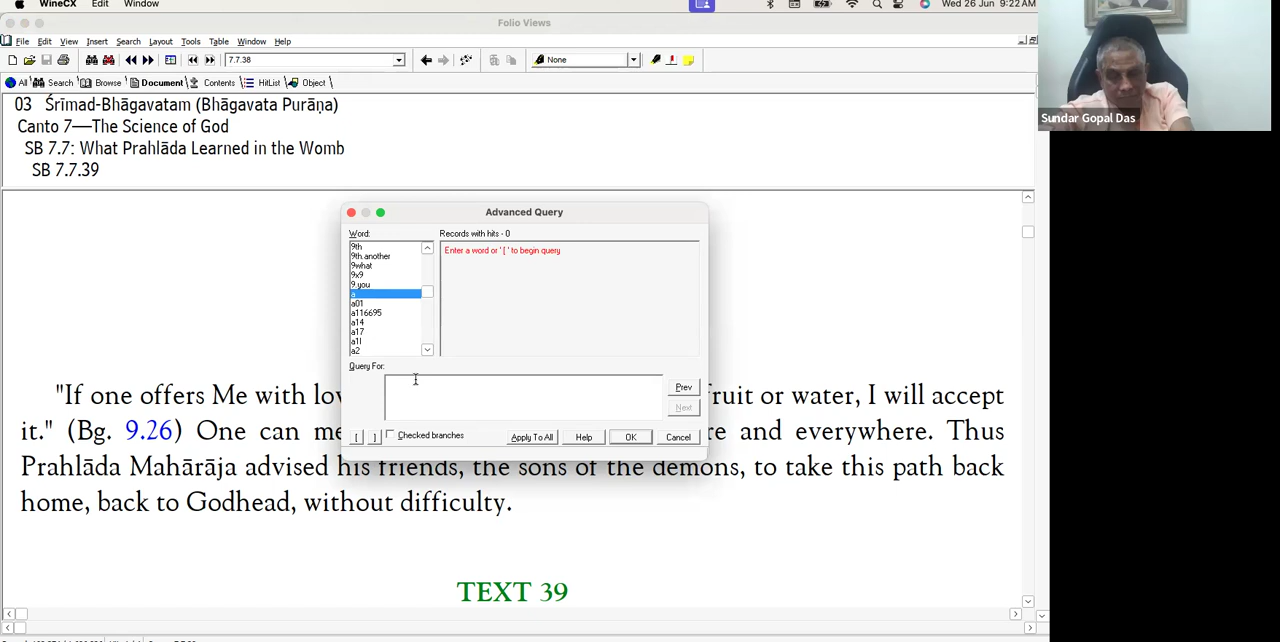 WineCX Edit Window
Wed 26 Jun 9:22 AM
Folio Views
File Edit View Insert Search Layout Tools Table Window Help
7.7.38
None
All Search Browse Document Contents HitList Object
03 Śrīmad-Bhāgavatam (Bhāgavata Purāṇa)
Canto 7—The Science of God
SB 7.7: What Prahlāda Learned in the Womb
SB 7.7.39
Sundar Gopal Das
Advanced Query
Word:
Records with hits - 0
9th
9th.another
9what
9x9
9.you
a
a01
a116695
a14
a17
a1l
a2
Enter a word or ' [ ' to begin query
Query For:
Prev
Next
[ ] Checked branches
Apply To All Help OK Cancel
"If one offers Me with lov fruit or water, I will accept
it." (Bg. 9.26) One can me re and everywhere. Thus
Prahlāda Mahārāja advised his friends, the sons of the demons, to take this path back
home, back to Godhead, without difficulty.
TEXT 39